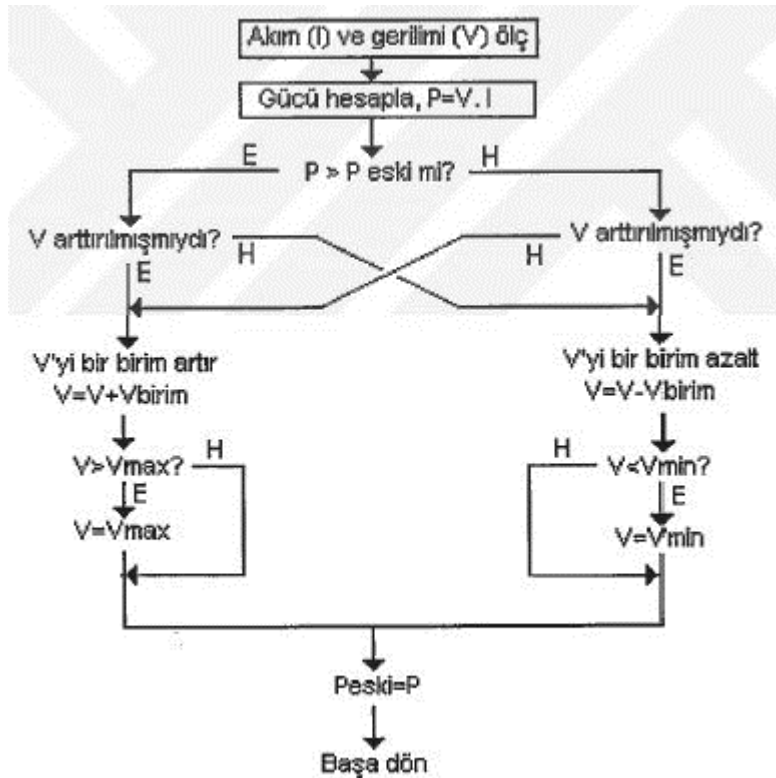 Akım (I) ve gerilimi (V) ölç
Gücü hesapla, P=V. I
E
P > P eski mi?
H
V arttırılmışmıydı?
H
E
V arttırılmışmıydı?
H
E
V'yi bir birim artır
V=V+Vbirim
V'yi bir birim azalt
V=V-Vbirim
V>Vmax?
H
E
V=Vmax
H
V<Vmin?
E
V=Vmin
Peski=P
Başa dön